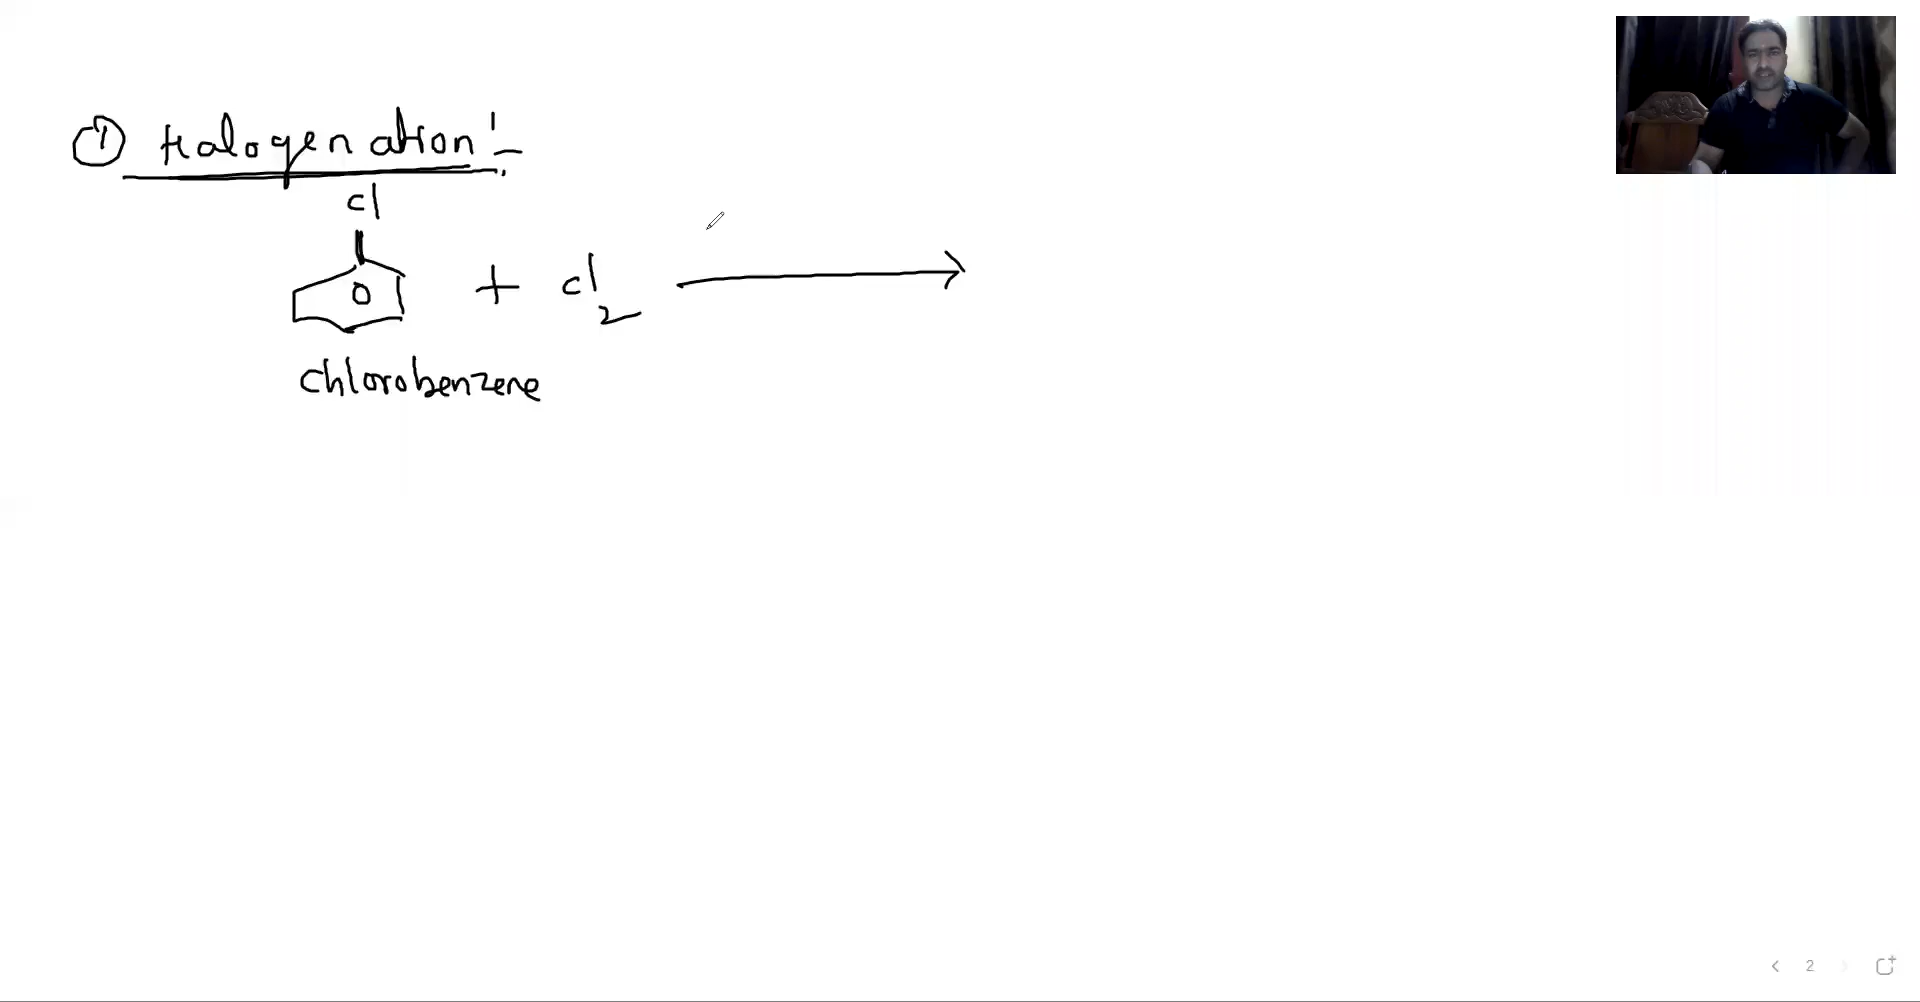 ① Halogenation :-
Cl
+ Cl2 →
Chlorobenzene
2